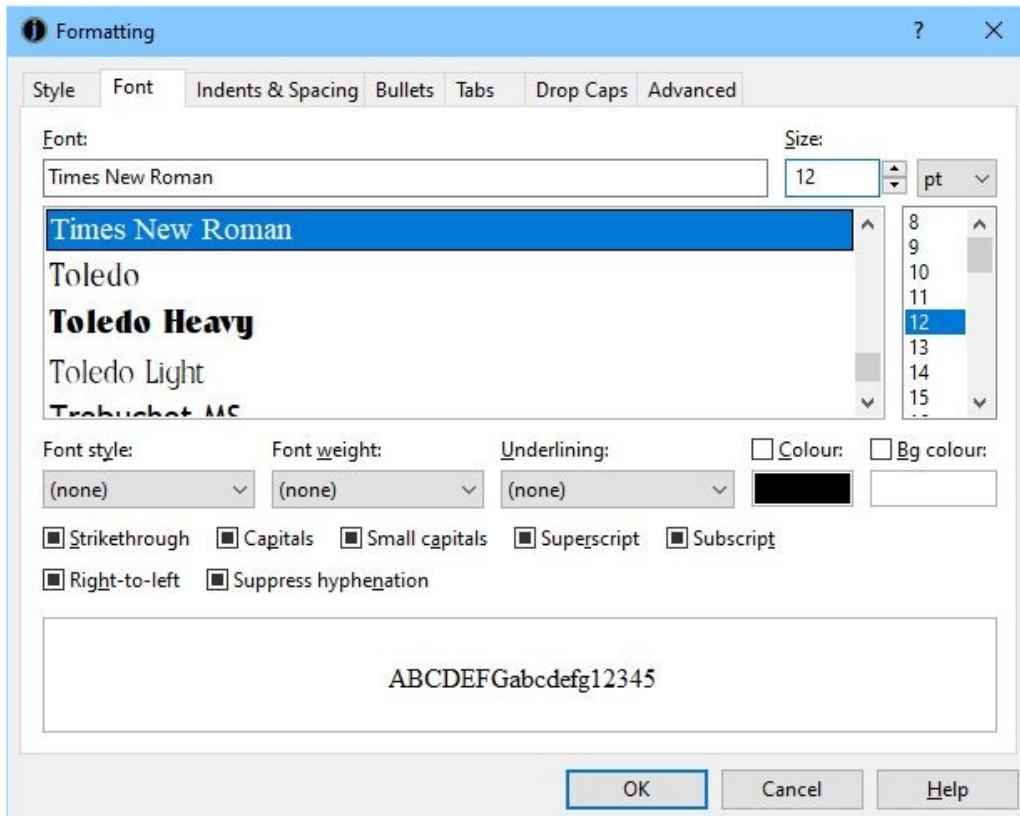 Formatting ?
Style Font Indents & Spacing Bullets Tabs Drop Caps Advanced
Font: Size:
Times New Roman 12 pt
Times New Roman 8
9
Toledo 10
11
Toledo Heavy 12
13
Toledo Light 14
15
Trebuchet MS
Font style: Font weight: Underlining: Colour: Bg colour:
(none) (none) (none)
Strikethrough Capitals Small capitals Superscript Subscript
Right-to-left Suppress hyphenation
ABCDEFGabcdefg12345
OK Cancel Help